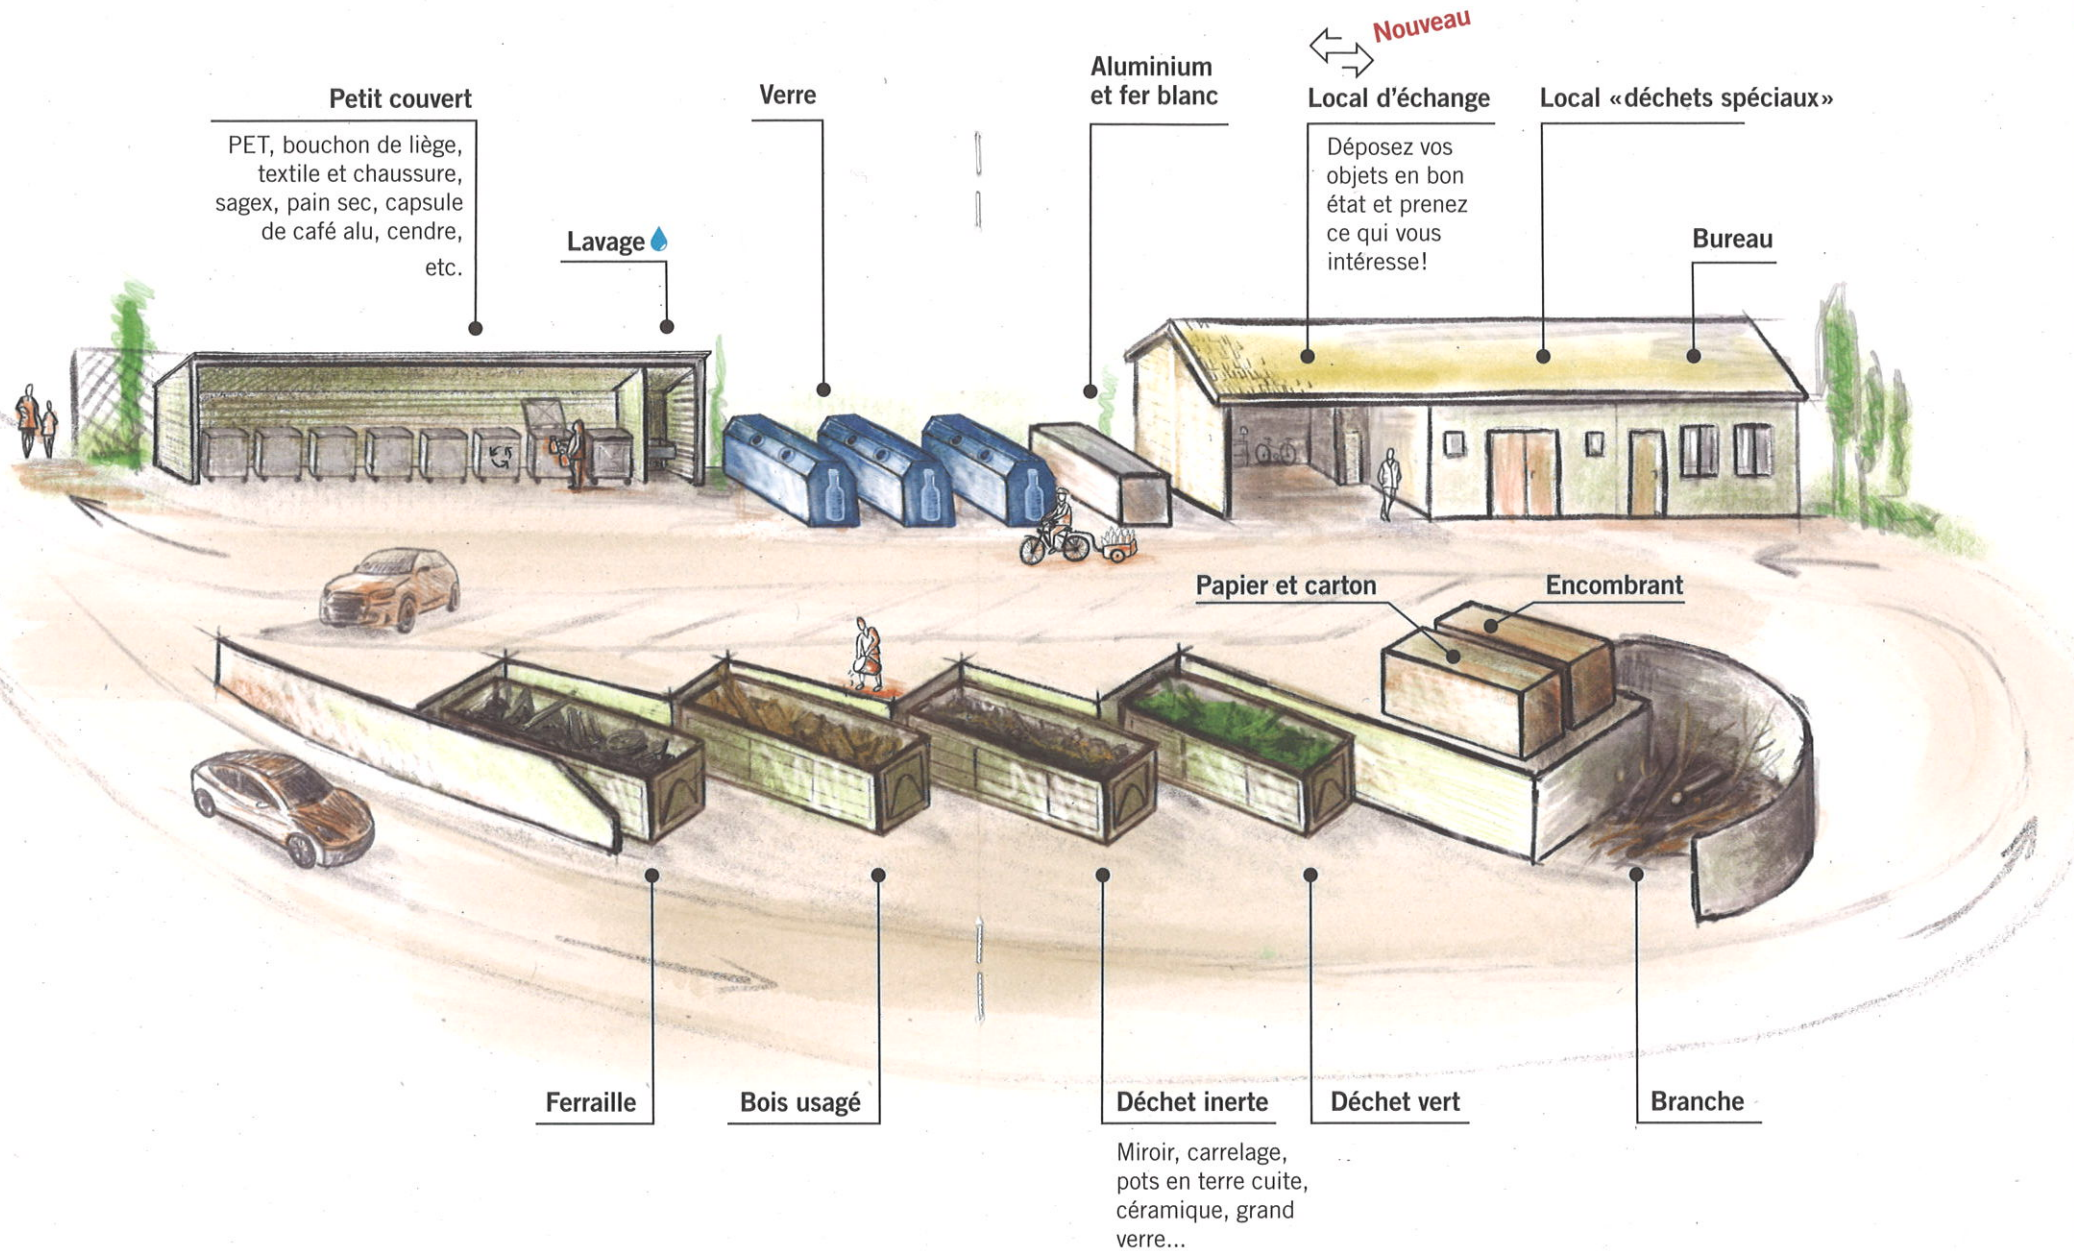 Nouveau
Petit couvert
PET, bouchon de liège,
textile et chaussure,
sagex, pain sec, capsule
de café alu, cendre,
etc.
Lavage
Verre
Aluminium
et fer blanc
Local d’échange
Déposez vos
objets en bon
état et prenez
ce qui vous
intéresse!
Local «déchets spéciaux»
Bureau
Papier et carton
Encombrant
Ferraille
Bois usagé
Déchet inerte
Miroir, carrelage,
pots en terre cuite,
céramique, grand
verre...
Déchet vert
Branche